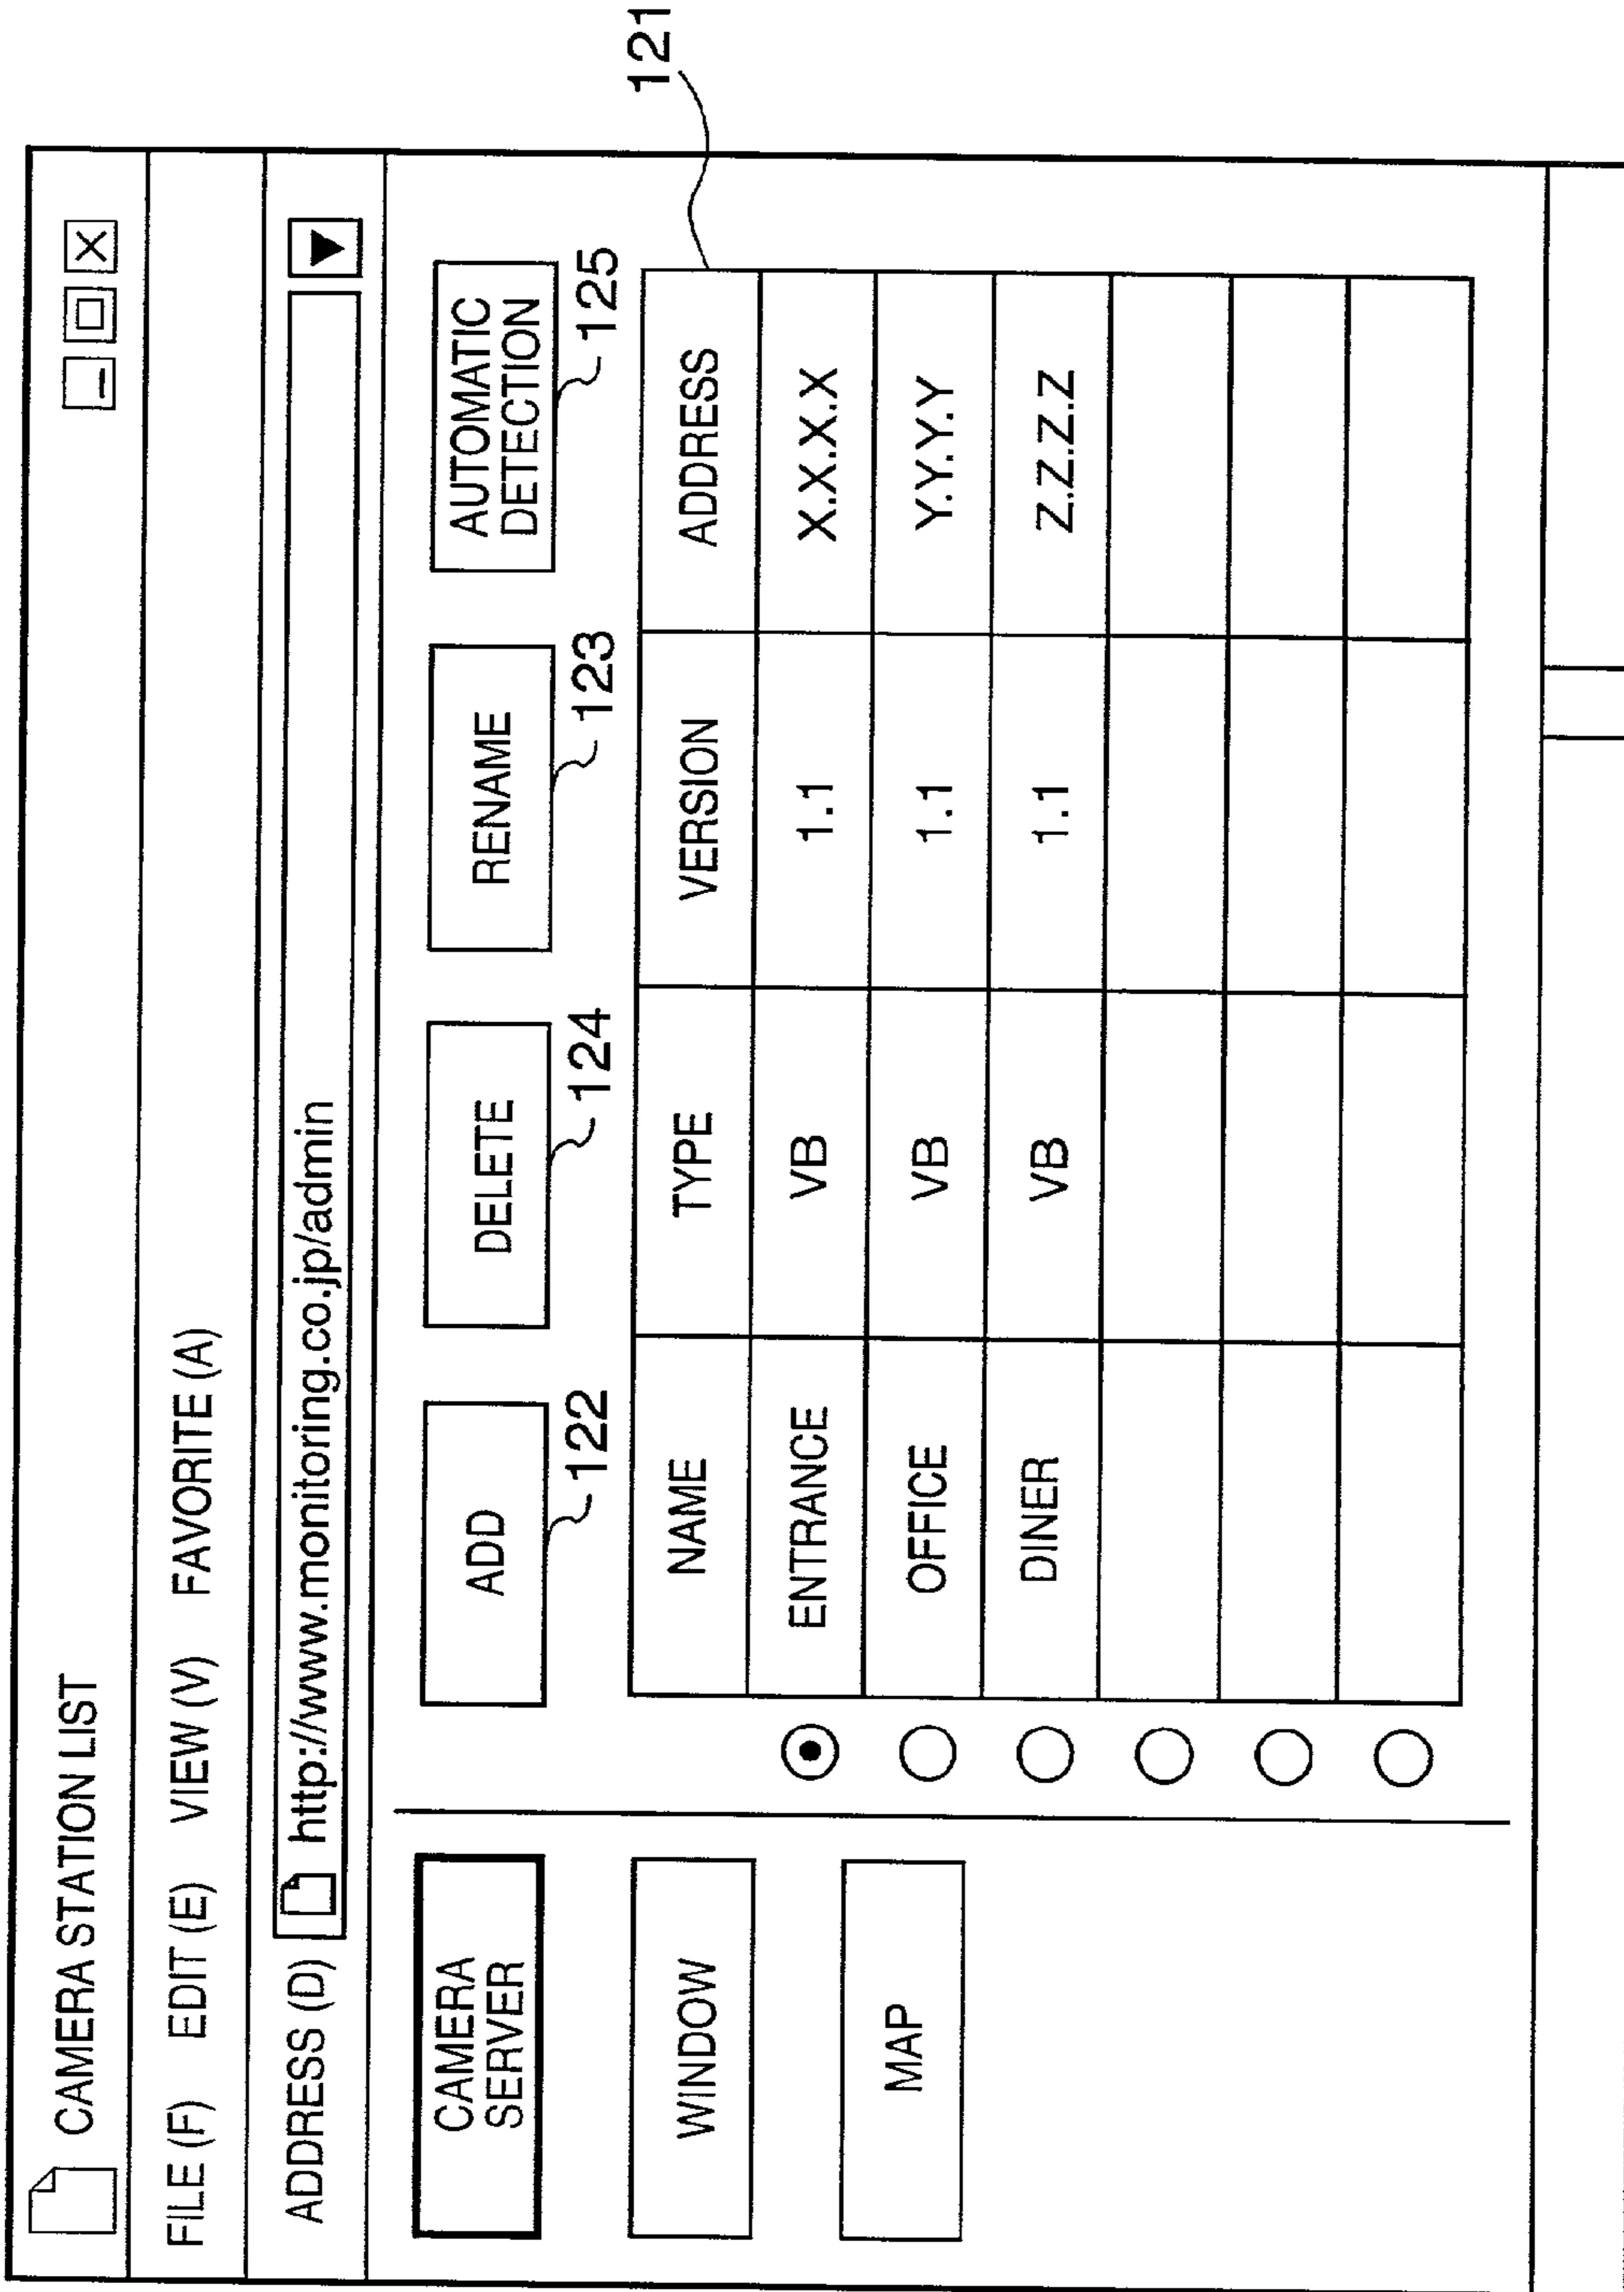 CAMERA STATION LIST
FILE (F) EDIT (E) VIEW (V) FAVORITE (A)
ADDRESS (D) http://www.monitoring.co.jp/admin
CAMERA
SERVER
WINDOW
MAP
ADD
122
DELETE
124
RENAME
123
AUTOMATIC
DETECTION
125
121
NAME TYPE VERSION ADDRESS
ENTRANCE VB 1.1 X.X.X.X
OFFICE VB 1.1 Y.Y.Y.Y
DINER VB 1.1 Z.Z.Z.Z